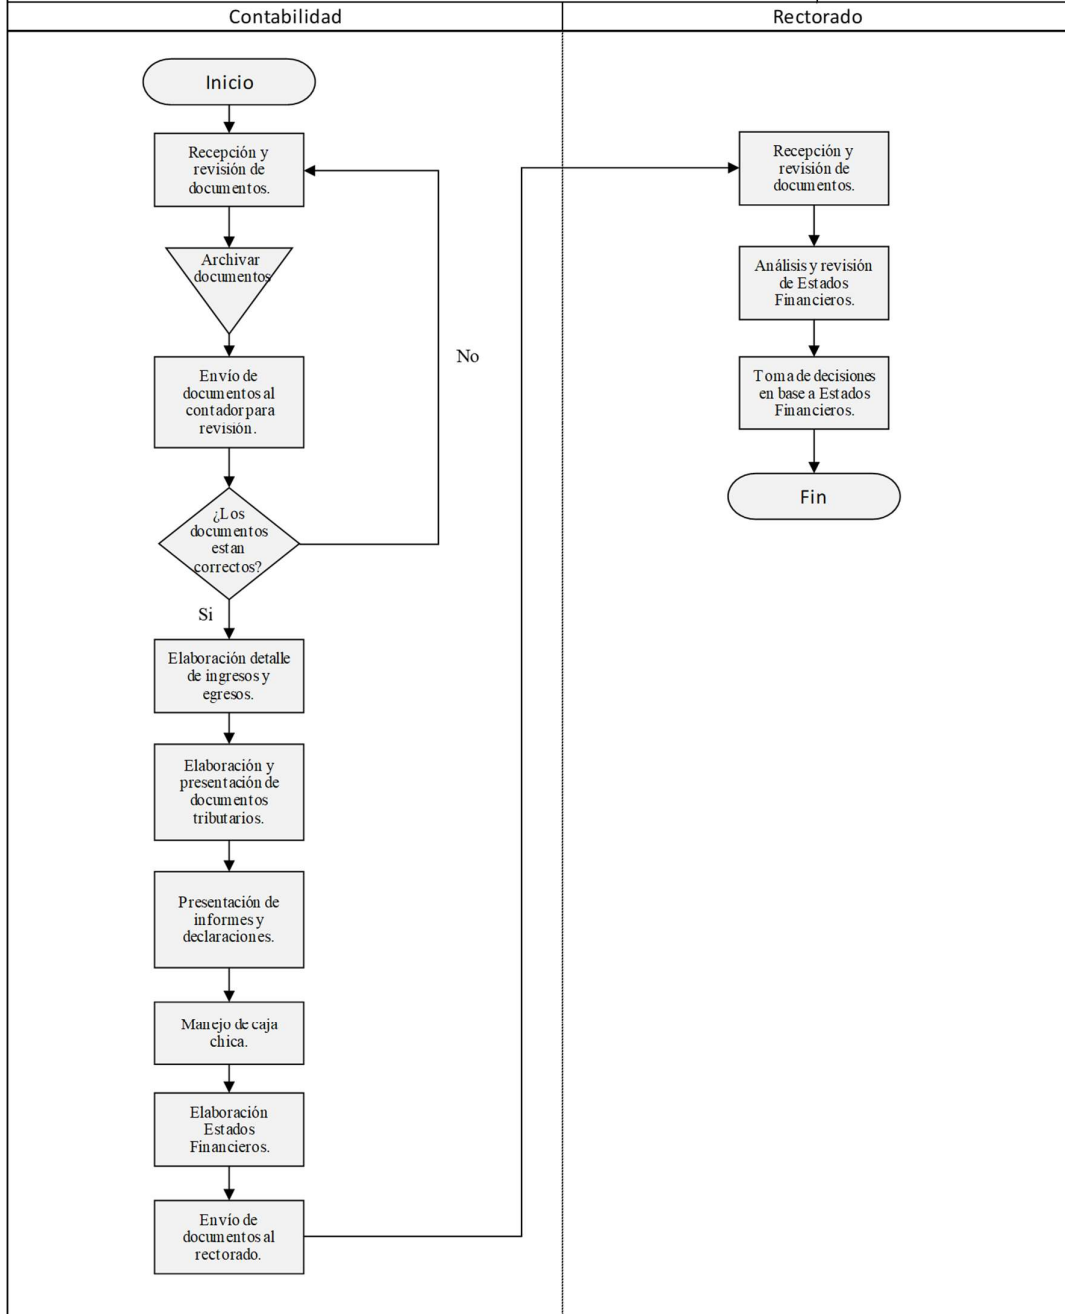 Contabilidad
Rectorado
Inicio
Recepción y
revisión de
documentos.
Archivar
documentos
Envío de
documentos al
contador para
revisión.
No
¿Los
documentos
estan
correctos?
Si
Elaboración detalle
de ingresos y
egresos.
Elaboración y
presentación de
documentos
tributarios.
Presentación de
informes y
declaraciones.
Manejo de caja
chica.
Elaboración
Estados
Financieros.
Envío de
documentos al
rectorado.
Recepción y
revisión de
documentos.
Análisis y revisión
de Estados
Financieros.
Toma de decisiones
en base a Estados
Financieros.
Fin